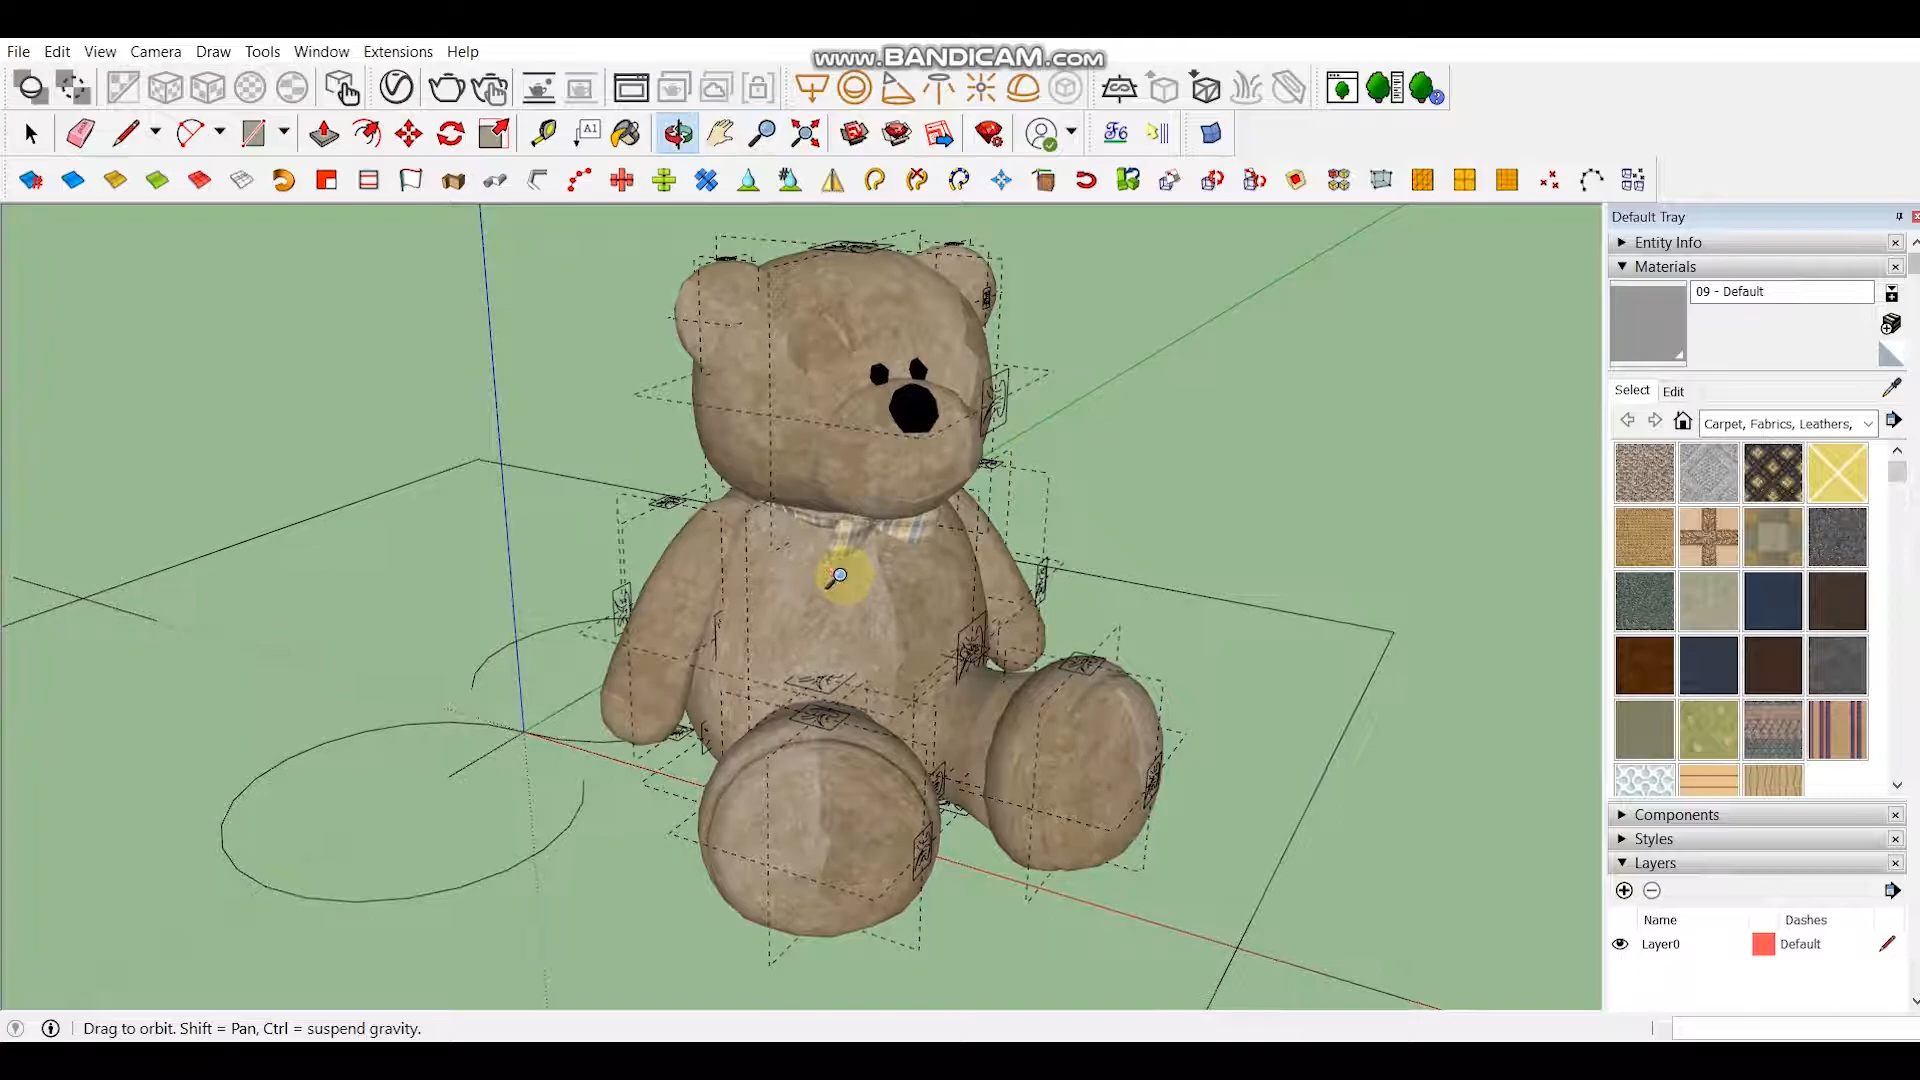 File Edit View Camera Draw Tools Window Extensions Help
www.BANDICAM.com
A1
F6
Default Tray
Entity Info
Materials
09 - Default
Select Edit
Carpet, Fabrics, Leathers,
Components
Styles
Layers
Name Dashes
Layer0 Default
Drag to orbit. Shift = Pan, Ctrl = suspend gravity.